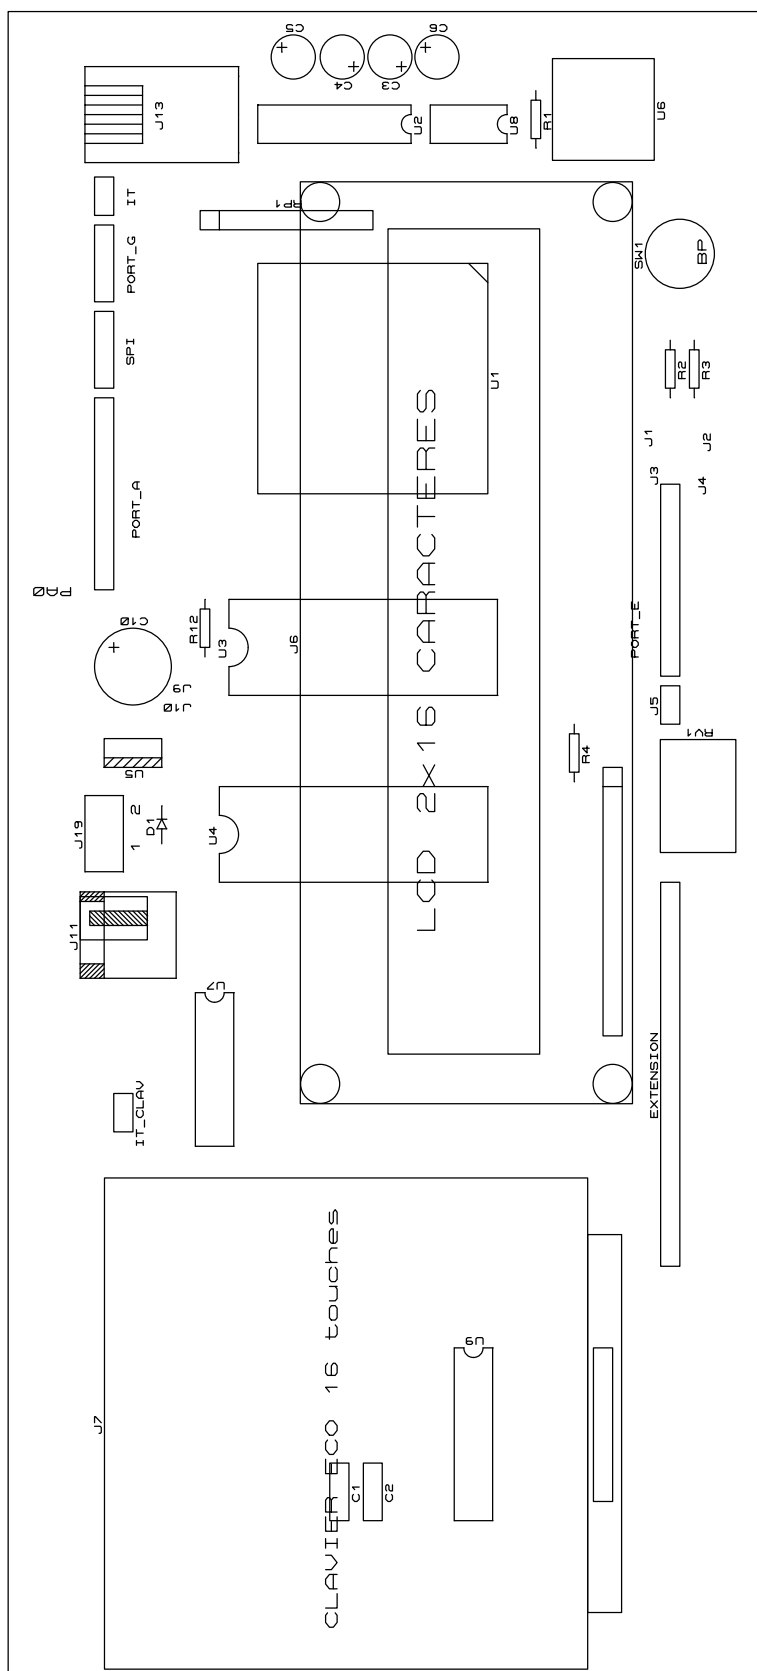 C5
C4
C3
C6
J13
U2
U8
R1
U6
IT
RP1
PORT_G
SW1
BP
SPI
U1
R2
R3
J1
J2
J3
J4
PORT_A
LCD 2x16 CARACTERES
PA0
C10
R12
U3
J6
PORT_E
J9
J10
J5
RV1
U5
R4
J19
1 2
D1
U4
J11
U7
EXTENSION
IT_CLAV
CLAVIER ECO 16 touches
U9
J7
C1
C2